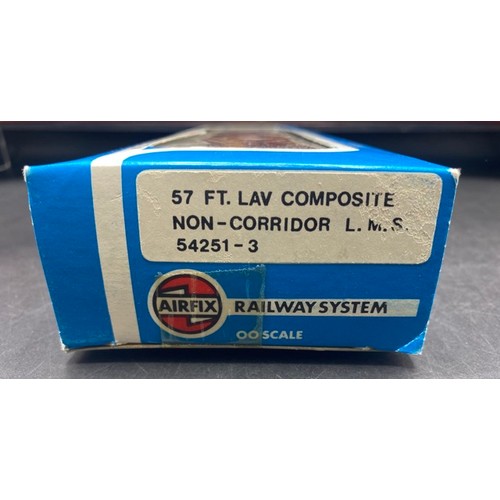 57 FT. LAV COMPOSITE
NON-CORRIDOR L.M.S.
54251-3
AIRFIX RAILWAY SYSTEM
OO SCALE